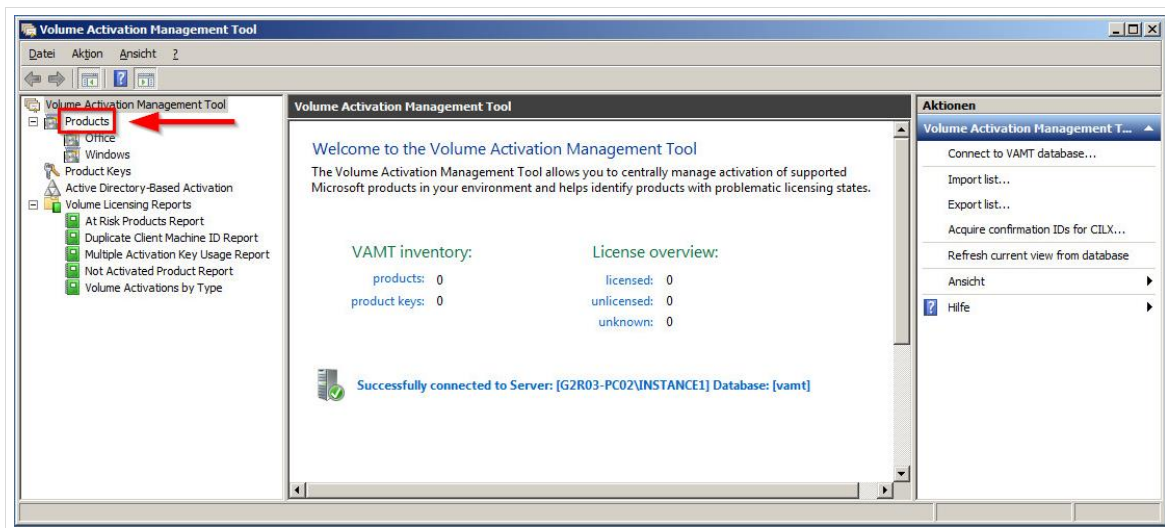 Volume Activation Management Tool
Datei Aktion Ansicht ?
Volume Activation Management Tool
Products
Office
Windows
Product Keys
Active Directory-Based Activation
Volume Licensing Reports
At Risk Products Report
Duplicate Client Machine ID Report
Multiple Activation Key Usage Report
Not Activated Product Report
Volume Activations by Type
Volume Activation Management Tool
Welcome to the Volume Activation Management Tool
The Volume Activation Management Tool allows you to centrally manage activation of supported
Microsoft products in your environment and helps identify products with problematic licensing states.
VAMT inventory:
products: 0
product keys: 0
License overview:
licensed: 0
unlicensed: 0
unknown: 0
Successfully connected to Server: [G2R03-PC02\INSTANCE1] Database: [vamt]
Aktionen
Volume Activation Management T...
Connect to VAMT database...
Import list...
Export list...
Acquire confirmation IDs for CILX...
Refresh current view from database
Ansicht
Hilfe